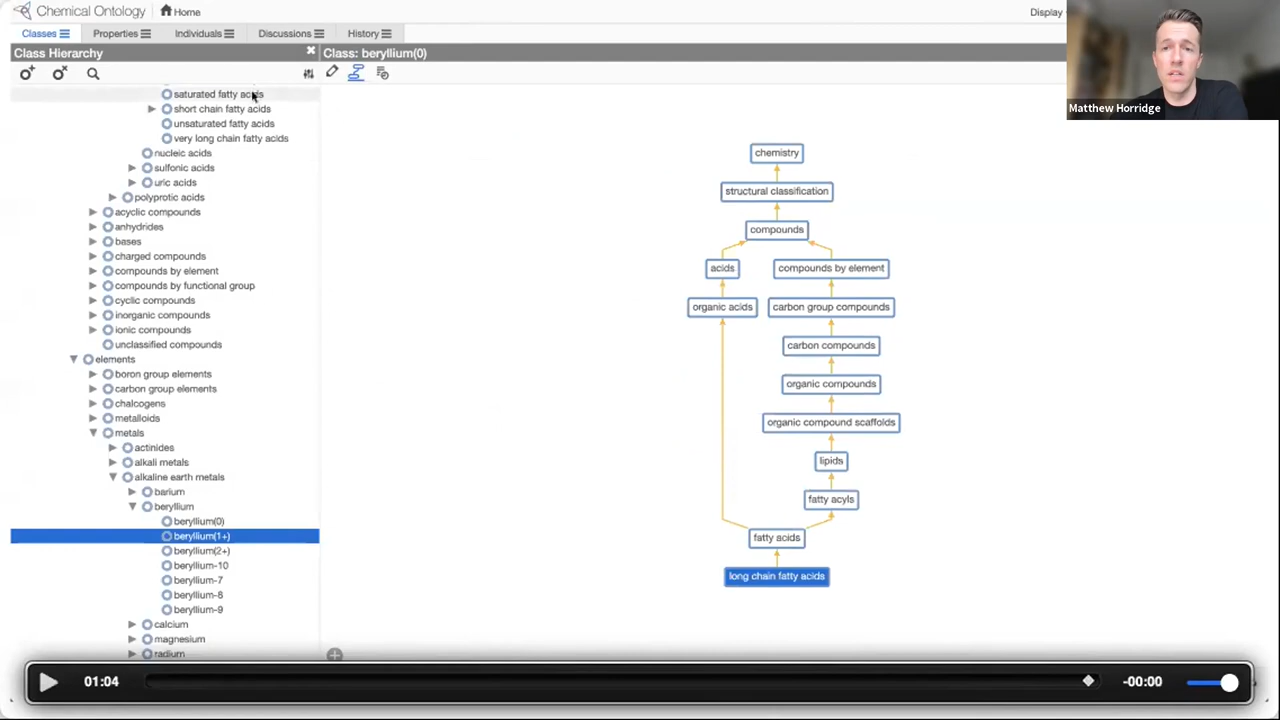 Chemical Ontology
Home
Display
Classes
Properties
Individuals
Discussions
History
Class Hierarchy
Class: beryllium(0)
saturated fatty acids
short chain fatty acids
unsaturated fatty acids
very long chain fatty acids
nucleic acids
sulfonic acids
uric acids
polyprotic acids
acyclic compounds
anhydrides
bases
charged compounds
compounds by element
compounds by functional group
cyclic compounds
inorganic compounds
ionic compounds
unclassified compounds
elements
boron group elements
carbon group elements
chalcogens
metalloids
metals
actinides
alkali metals
alkaline earth metals
barium
beryllium
beryllium(0)
beryllium(1+)
beryllium(2+)
beryllium-10
beryllium-7
beryllium-8
beryllium-9
calcium
magnesium
radium
chemistry
structural classification
compounds
acids
compounds by element
organic acids
carbon group compounds
carbon compounds
organic compounds
organic compound scaffolds
lipids
fatty acyls
fatty acids
long chain fatty acids
Matthew Horridge
01:04
-00:00